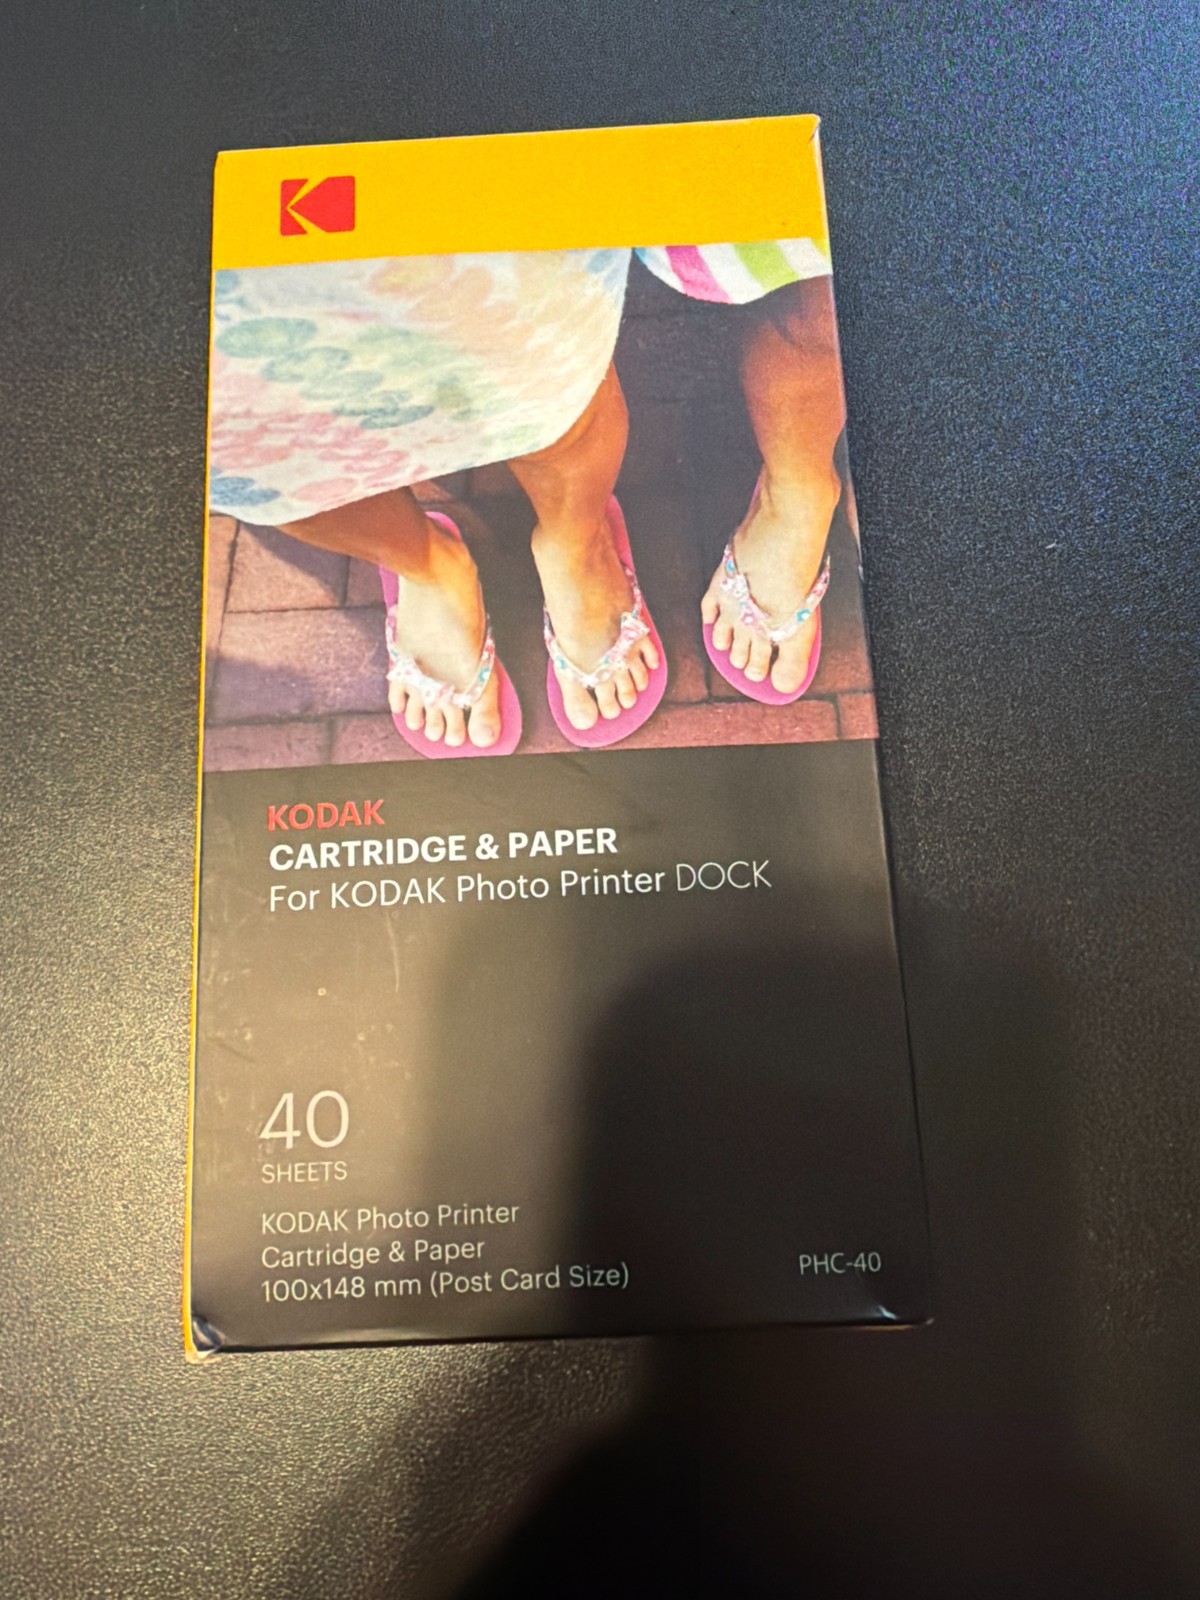 KODAK
CARTRIDGE & PAPER
For KODAK Photo Printer DOCK
40
SHEETS
KODAK Photo Printer
Cartridge & Paper
100x148 mm (Post Card Size)
PHC-40